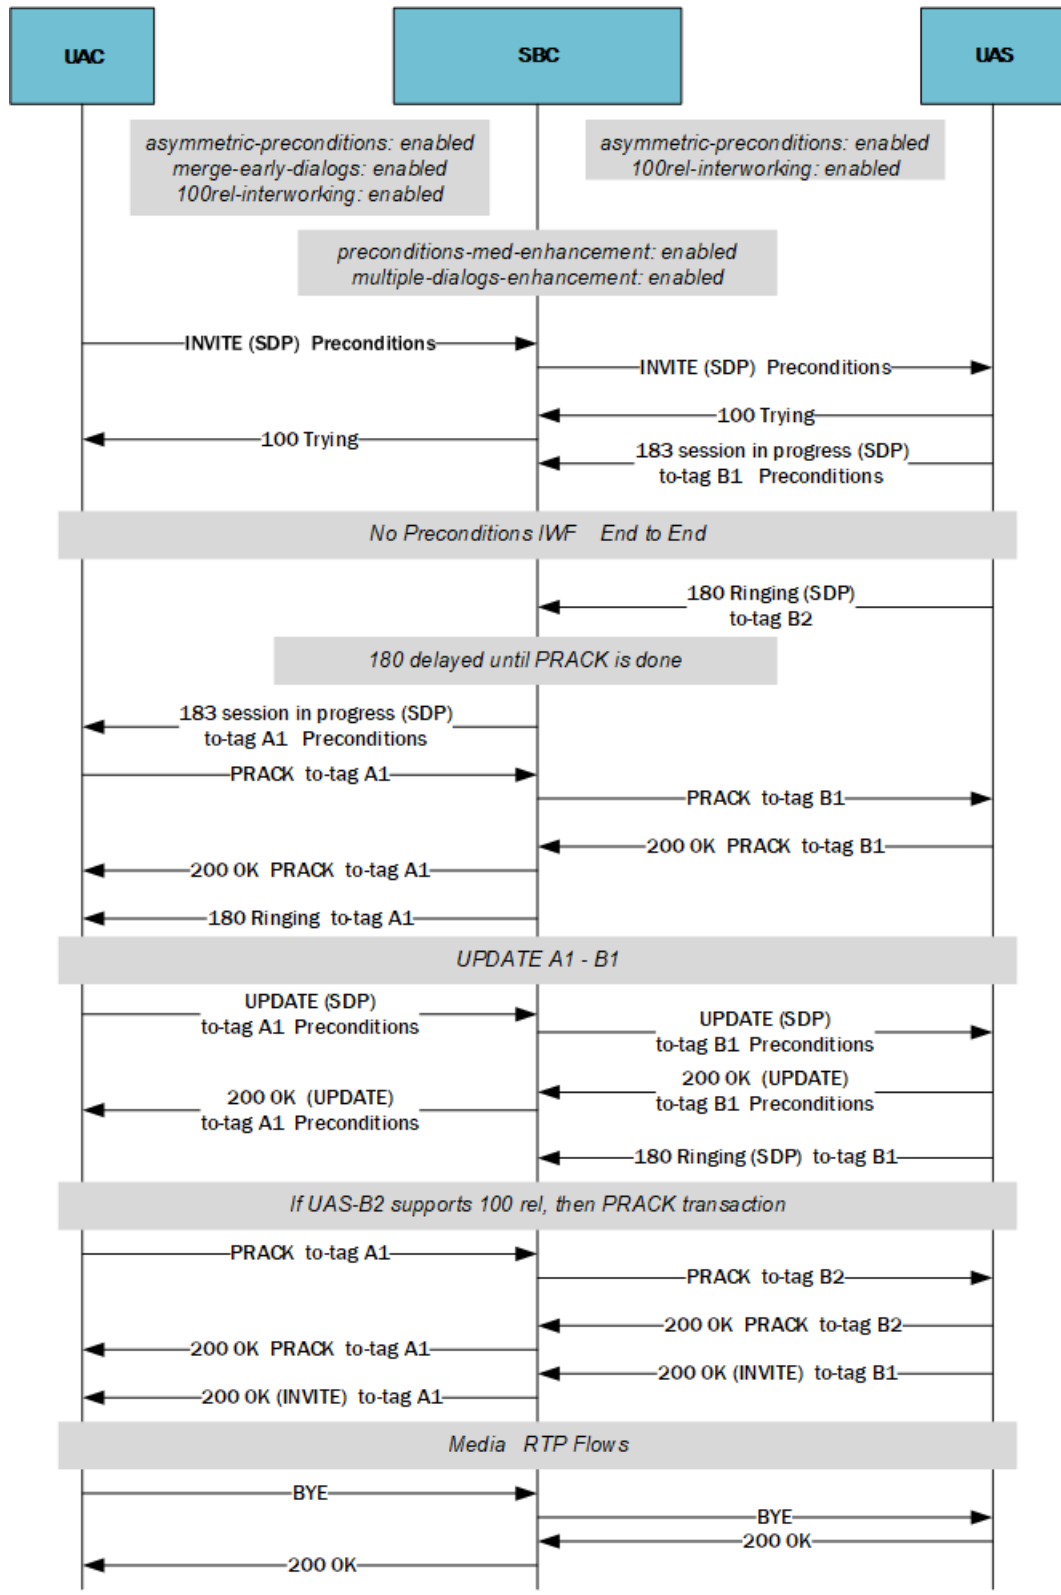 UAC
SBC
UAS
asymmetric-preconditions: enabled
merge-early-dialogs: enabled
100rel-interworking: enabled
asymmetric-preconditions: enabled
100rel-interworking: enabled
preconditions-med-enhancement: enabled
multiple-dialogs-enhancement: enabled
INVITE (SDP) Preconditions
INVITE (SDP) Preconditions
100 Trying
100 Trying
183 session in progress (SDP)
to-tag B1 Preconditions
No Preconditions IWF End to End
180 Ringing (SDP)
to-tag B2
180 delayed until PRACK is done
183 session in progress (SDP)
to-tag A1 Preconditions
PRACK to-tag A1
PRACK to-tag B1
200 OK PRACK to-tag B1
200 OK PRACK to-tag A1
180 Ringing to-tag A1
UPDATE A1 - B1
UPDATE (SDP)
to-tag A1 Preconditions
UPDATE (SDP)
to-tag B1 Preconditions
200 OK (UPDATE)
to-tag B1 Preconditions
200 OK (UPDATE)
to-tag A1 Preconditions
180 Ringing (SDP) to-tag B1
If UAS-B2 supports 100 rel, then PRACK transaction
PRACK to-tag A1
PRACK to-tag B2
200 OK PRACK to-tag B2
200 OK PRACK to-tag A1
200 OK (INVITE) to-tag B1
200 OK (INVITE) to-tag A1
Media RTP Flows
BYE
BYE
200 OK
200 OK